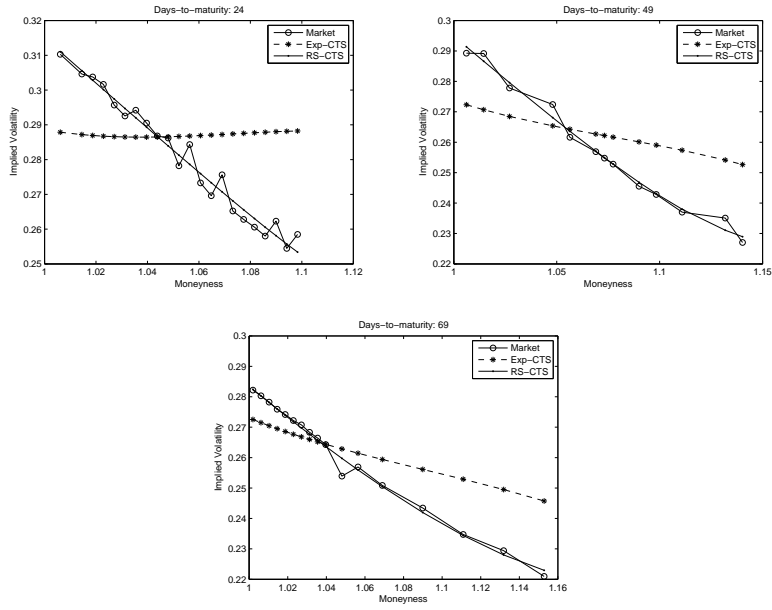 Days−to−maturity: 24
0.32
0.31
0.3
0.29
0.28
0.27
0.26
0.25
Implied Volatility
Market
Exp−CTS
RS−CTS
1
1.02
1.04
1.06
1.08
1.1
1.12
Moneyness
Days−to−maturity: 49
0.3
0.29
0.28
0.27
0.26
0.25
0.24
0.23
0.22
Implied Volatility
Market
Exp−CTS
RS−CTS
1
1.05
1.1
1.15
Moneyness
Days−to−maturity: 69
0.3
0.29
0.28
0.27
0.26
0.25
0.24
0.23
0.22
Implied Volatility
Market
Exp−CTS
RS−CTS
1
1.02
1.04
1.06
1.08
1.1
1.12
1.14
1.16
Moneyness